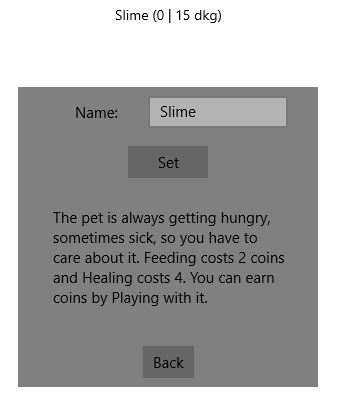 Slime (0 | 15 dkg)
Name: Slime
Set
The pet is always getting hungry,
sometimes sick, so you have to
care about it. Feeding costs 2 coins
and Healing costs 4. You can earn
coins by Playing with it.
Back